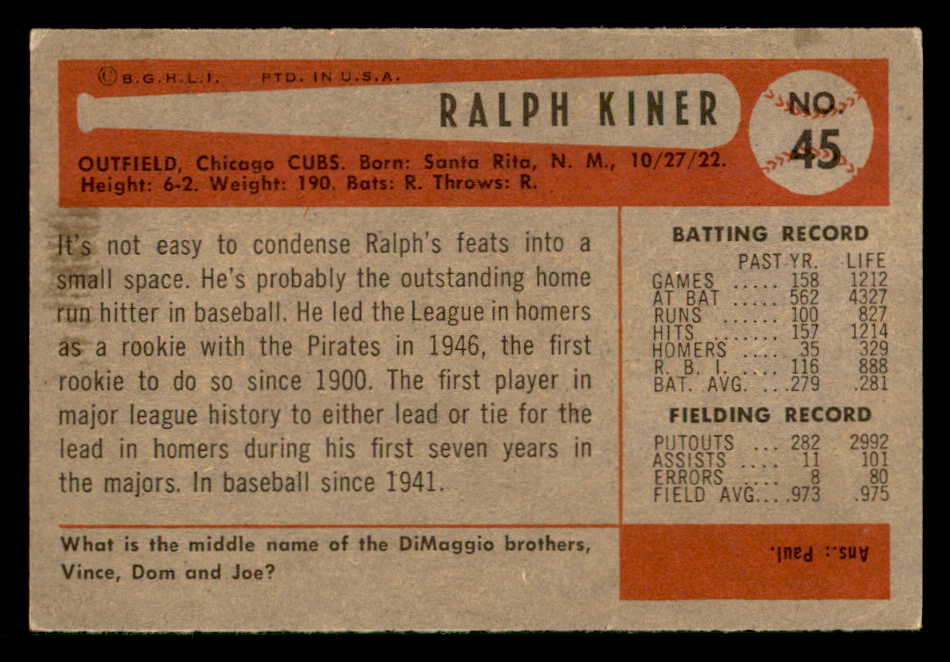 ©B.G.H.L.I. PTD. IN U.S.A.
RALPH KINER
NO.
45
OUTFIELD, Chicago CUBS. Born: Santa Rita, N. M., 10/27/22.
Height: 6-2. Weight: 190. Bats: R. Throws: R.
It's not easy to condense Ralph's feats into a
small space. He's probably the outstanding home
run hitter in baseball. He led the League in homers
as a rookie with the Pirates in 1946, the first
rookie to do so since 1900. The first player in
major league history to either lead or tie for the
lead in homers during his first seven years in
the majors. In baseball since 1941.
BATTING RECORD
PAST YR. LIFE
GAMES ..... 158 1212
AT BAT ..... 562 4327
RUNS ...... 100 827
HITS ...... 157 1214
HOMERS .... 35 329
R. B. I. .... 116 888
BAT. AVG. ... .279 .281
FIELDING RECORD
PUTOUTS ... 282 2992
ASSISTS .... 11 101
ERRORS .... 8 80
FIELD AVG... .973 .975
What is the middle name of the DiMaggio brothers,
Vince, Dom and Joe?
Ans.: Paul.